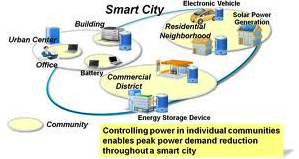 Smart City
Electronic Vehicle
Solar Power
Generation
Building
Residential
Neighborhood
Urban Center
Office
Battery
Commercial
District
Energy Storage Device
Community
Controlling power in individual communities
enables peak power demand reduction
throughout a smart city